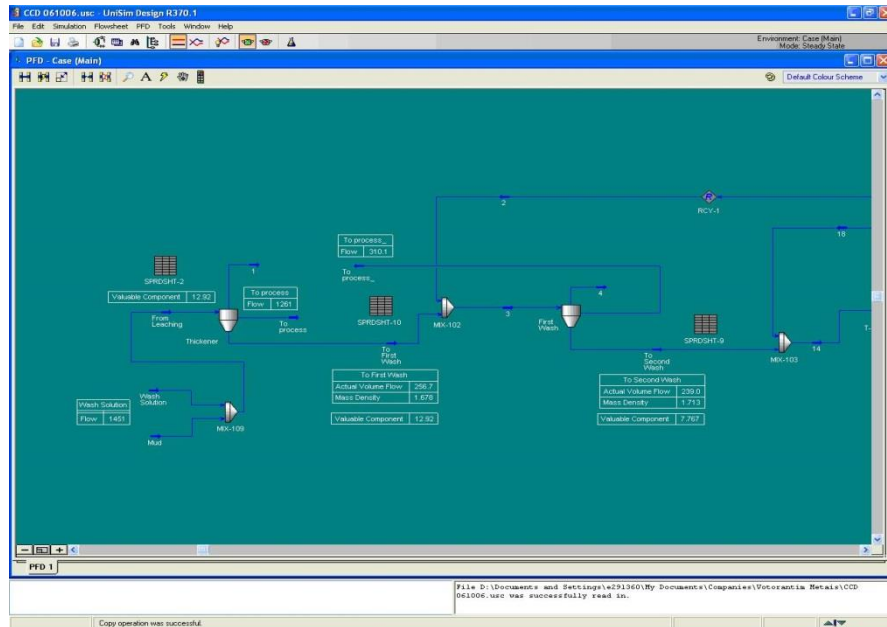 CCD 061006.usc - UniSim Design R370.1
File Edit Simulation Flowsheet PFD Tools Window Help
Environment: Case (Main)
Mode: Steady State
PFD - Case (Main)
A
Default Colour Scheme
2
R
RCY-1
18
To process_
Flow 310.1
To
process_
SPRDSHT-2
1
Valuable Component 12.92
To process
Flow 1261
From
Leaching
To
process
Thickener
SPRDSHT-10
MIX-102
3
4
First
Wash
SPRDSHT-9
MIX-103
14
T-
To
First
Wash
To
Second
Wash
To First Wash
Actual Volume Flow 256.7
Mass Density 1.678
Valuable Component 12.92
To Second Wash
Actual Volume Flow 239.0
Mass Density 1.713
Valuable Component 7.767
Wash Solution
Flow 1451
Wash
Solution
MIX-109
Mud
PFD 1
File D:\Documents and Settings\e291360\My Documents\Companies\Votorantim Metais\CCD
061006.usc was successfully read in.
Copy operation was successful.